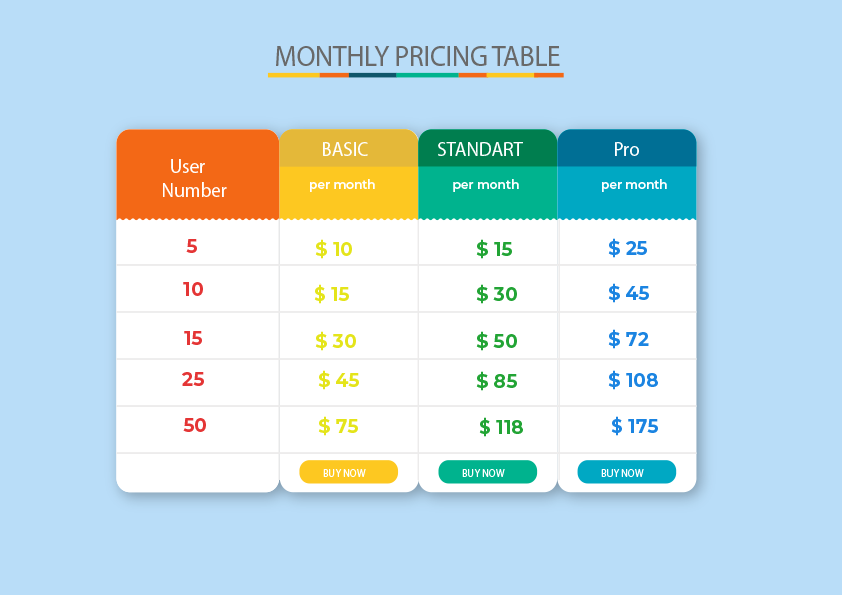 MONTHLY PRICING TABLE
User
Number
BASIC
STANDART
Pro
per month
per month
per month
5
$ 10
$ 15
$ 25
10
$ 15
$ 30
$ 45
15
$ 30
$ 50
$ 72
25
$ 45
$ 85
$ 108
50
$ 75
$ 118
$ 175
BUY NOW
BUY NOW
BUY NOW